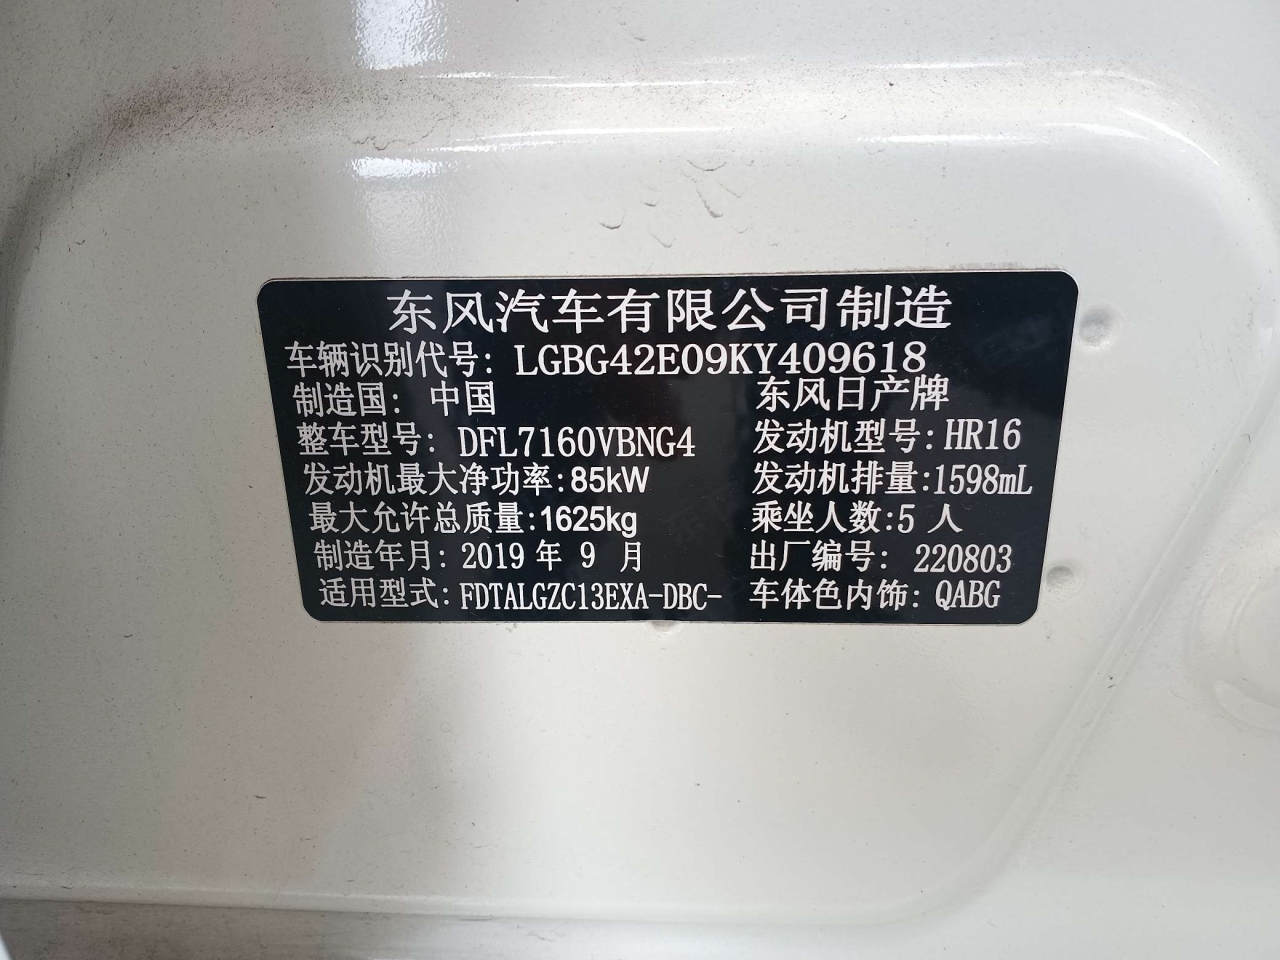 东风汽车有限公司制造
车辆识别代号: LGBG42E09KY409618
制造国: 中国 东风日产牌
整车型号: DFL7160VBNG4 发动机型号: HR16
发动机最大净功率:85kW 发动机排量:1598mL
最大允许总质量:1625kg 乘坐人数:5 人
制造年月: 2019 年 9 月 出厂编号: 220803
适用型式: FDTALGZC13EXA-DBC- 车体色内饰: QABG